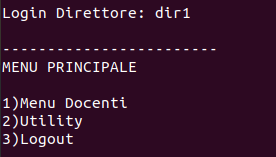 Login Direttore: dir1
------------------------
MENU PRINCIPALE
1)Menu Docenti
2)Utility
3)Logout